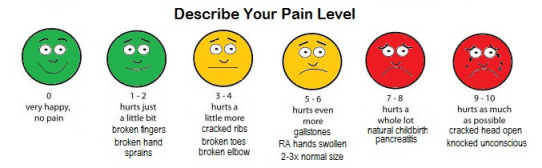 Describe Your Pain Level
0
very happy,
no pain
1 - 2
hurts just
a little bit
broken fingers
broken hand
sprains
3 - 4
hurts a
little more
cracked ribs
broken toes
broken elbow
5 - 6
hurts even
more
gallstones
RA hands swollen
2-3x normal size
7 - 8
hurts a
whole lot
natural childbirth
pancreatitis
9 - 10
hurts as much
as possible
cracked head open
knocked unconscious